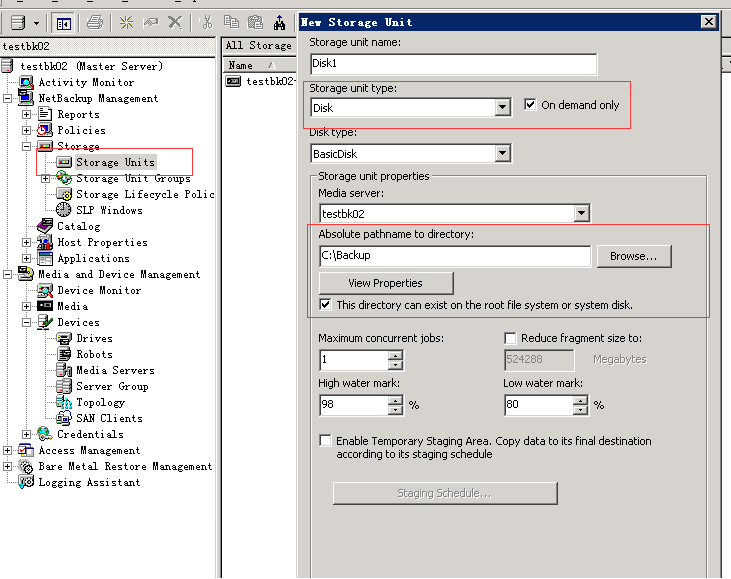 testbk02
testbk02 (Master Server)
Activity Monitor
NetBackup Management
Reports
Policies
Storage
Storage Units
Storage Unit Groups
Storage Lifecycle Polic
SLP Windows
Catalog
Host Properties
Applications
Media and Device Management
Device Monitor
Media
Devices
Drives
Robots
Media Servers
Server Group
Topology
SAN Clients
Credentials
Access Management
Bare Metal Restore Management
Logging Assistant
All Storage
Name
testbk02-
New Storage Unit
Storage unit name:
Disk1
Storage unit type:
Disk
On demand only
Disk type:
BasicDisk
Storage unit properties
Media server:
testbk02
Absolute pathname to directory:
C:\Backup
Browse...
View Properties
This directory can exist on the root file system or system disk.
Maximum concurrent jobs:
Reduce fragment size to:
1
524288 Megabytes
High water mark:
Low water mark:
98 %
80 %
Enable Temporary Staging Area. Copy data to its final destination
according to its staging schedule
Staging Schedule...